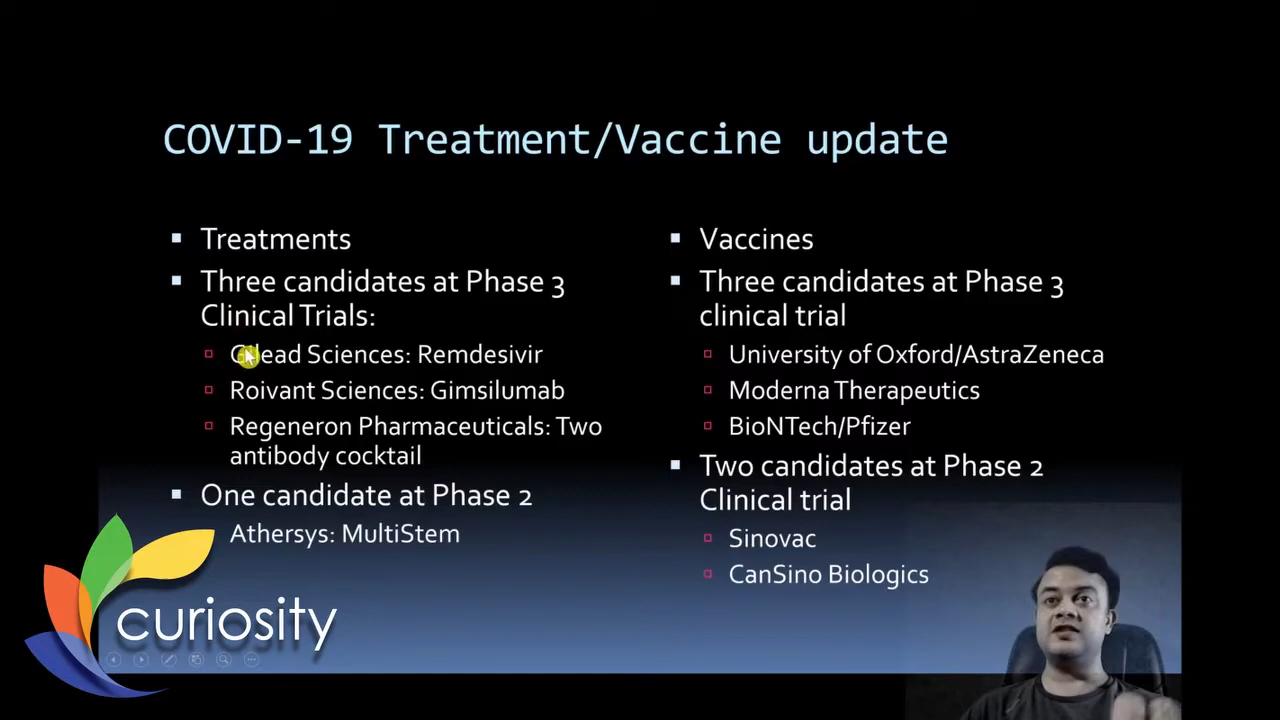 COVID-19 Treatment/Vaccine update
Treatments
Three candidates at Phase 3
Clinical Trials:
Gilead Sciences: Remdesivir
Roivant Sciences: Gimsilumab
Regeneron Pharmaceuticals: Two
antibody cocktail
One candidate at Phase 2
Athersys: MultiStem
Vaccines
Three candidates at Phase 3
clinical trial
University of Oxford/AstraZeneca
Moderna Therapeutics
BioNTech/Pfizer
Two candidates at Phase 2
Clinical trial
Sinovac
CanSino Biologics
curiosity